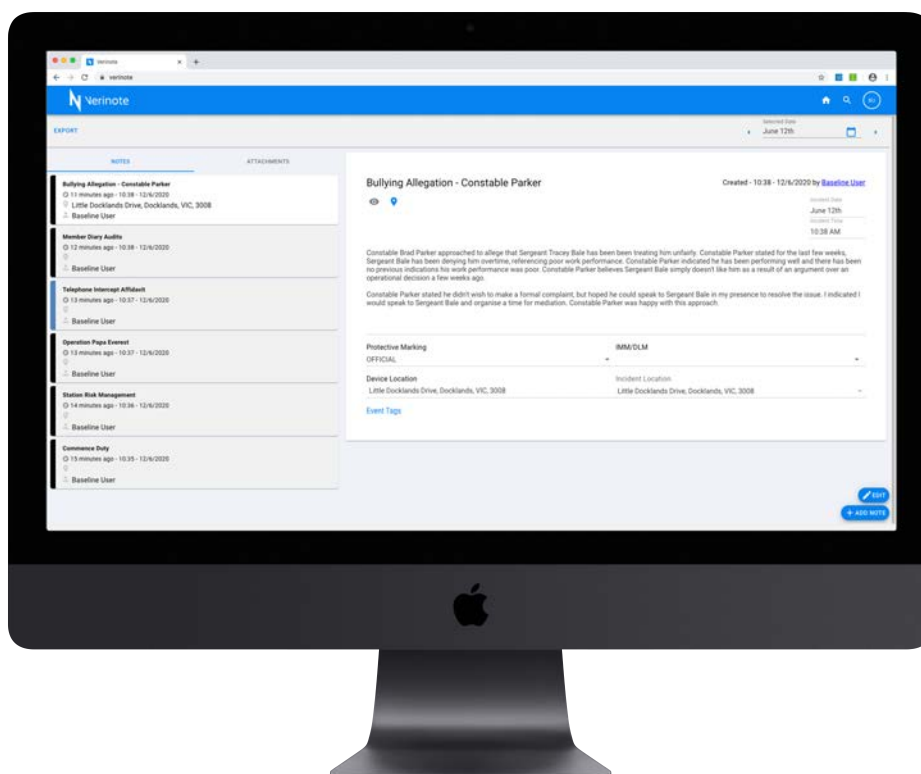 Verinote
verinote
Verinote
EXPORT
Selected Date
June 12th
NOTES
ATTACHMENTS
Bullying Allegation - Constable Parker
11 minutes ago - 10:38 - 12/6/2020
Little Docklands Drive, Docklands, VIC, 3008
Baseline User
Member Diary Audits
12 minutes ago - 10:38 - 12/6/2020
Baseline User
Telephone Intercept Affidavit
13 minutes ago - 10:37 - 12/6/2020
Baseline User
Operation Papa Everest
13 minutes ago - 10:37 - 12/6/2020
Baseline User
Station Risk Management
14 minutes ago - 10:36 - 12/6/2020
Baseline User
Commence Duty
15 minutes ago - 10:35 - 12/6/2020
Baseline User
Bullying Allegation - Constable Parker
Created - 10:38 - 12/6/2020 by Baseline User
Incident Date
June 12th
Incident Time
10:38 AM
Constable Brad Parker approached to allege that Sergeant Tracey Bale has been been treating him unfairly. Constable Parker stated for the last few weeks,
Sergeant Bale has been denying him overtime, referencing poor work performance. Constable Parker indicated he has been performing well and there has been
no previous indications his work performance was poor. Constable Parker believes Sergeant Bale simply doesn't like him as a result of an argument over an
operational decision a few weeks ago.
Constable Parker stated he didn't wish to make a formal complaint, but hoped he could speak to Sergeant Bale in my presence to resolve the issue. I indicated I
would speak to Sergeant Bale and organise a time for mediation. Constable Parker was happy with this approach.
Protective Marking
IMM/DLM
OFFICIAL
Device Location
Incident Location
Little Docklands Drive, Docklands, VIC, 3008
Little Docklands Drive, Docklands, VIC, 3008
Event Tags
EDIT
+ ADD NOTE